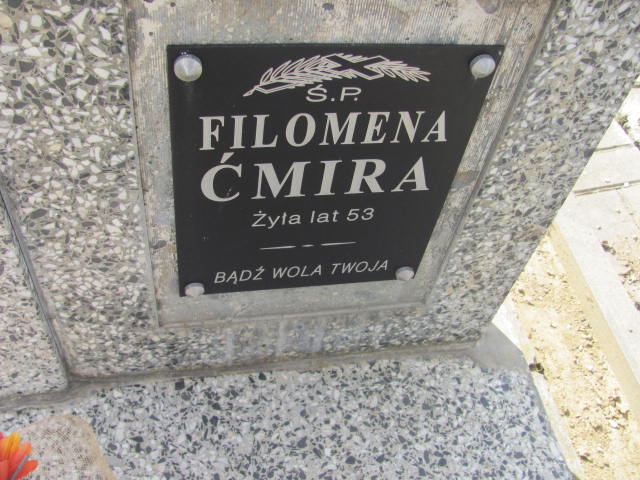 Ś.P.
FILOMENA
ĆMIRA
Żyła lat 53
BĄDŹ WOLA TWOJA